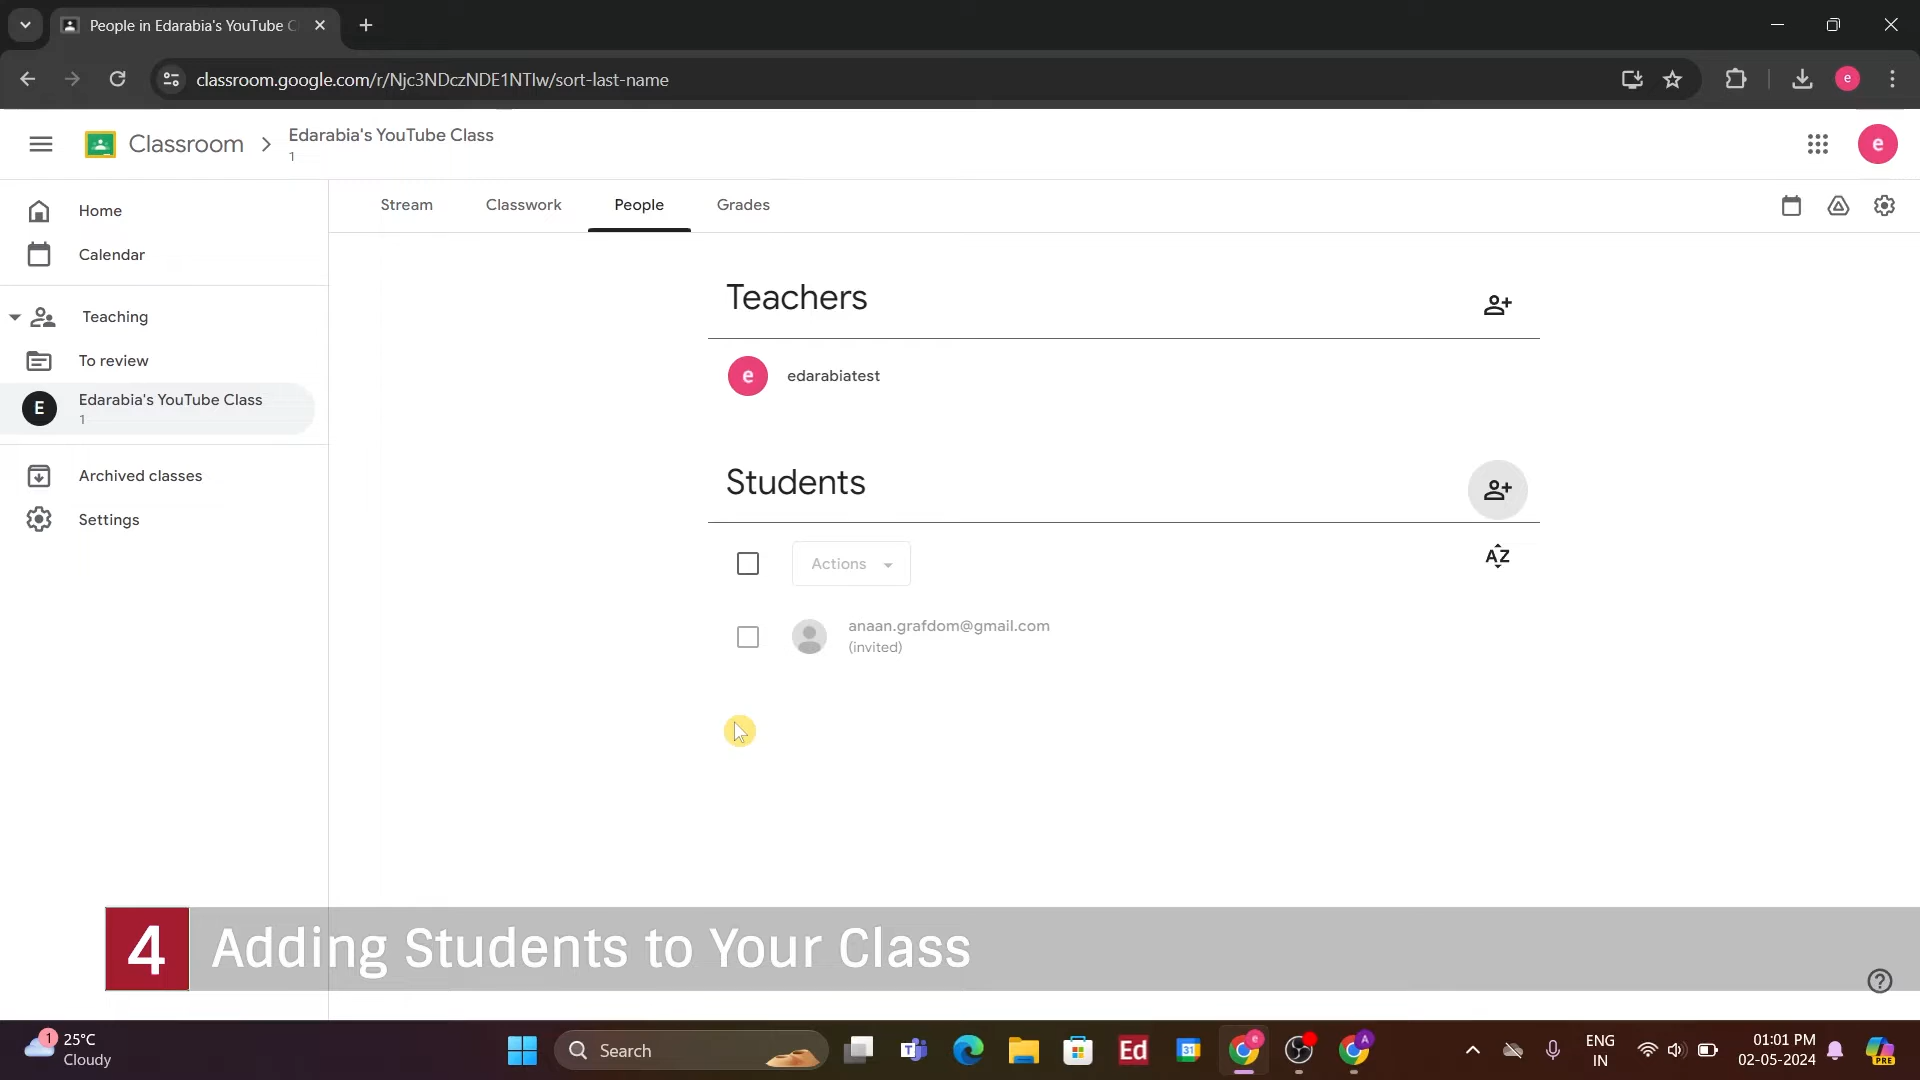 People in Edarabia's YouTube C
classroom.google.com/r/Njc3NDczNDE1NTIw/sort-last-name
e
Classroom
Edarabia's YouTube Class
1
e
Home
Calendar
Teaching
To review
E
Edarabia's YouTube Class
1
Archived classes
Settings
Stream
Classwork
People
Grades
Teachers
e
edarabiatest
Students
Actions
AZ
anaan.grafdom@gmail.com
(invited)
4
Adding Students to Your Class
1
25°C
Cloudy
Search
Ed
31
e
A
ENG
IN
01:01 PM
02-05-2024
PRE